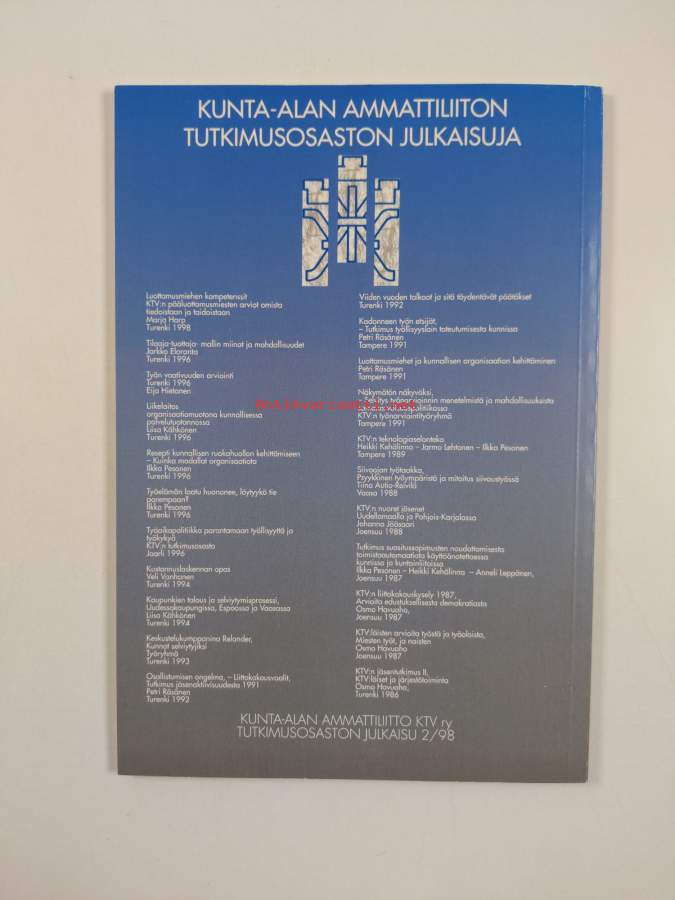 KUNTA-ALAN AMMATTILIITON
TUTKIMUSOSASTON JULKAISUJA
Luottamusmiehen kompetenssit
KTV:n pääluottamusmiesten arviot omista
tiedoistaan ja taidoistaan
Marja Harp
Turenki 1998
Tilaaja-tuottaja- mallin miinat ja mahdollisuudet
Jarkko Eloranta
Turenki 1996
Työn vaativuuden arviointi
Turenki 1996
Eija Hietanen
Liikelaitos
organisaatiomuotona kunnallisessa
palvelutuotannossa
Liisa Kähkönen
Turenki 1996
Resepti kunnallisen ruokahuollon kehittämiseen
– Kuinka madallat organisaatiota
Ilkka Pesonen
Turenki 1996
Työelämän laatu huononee, löytyykö tie
parempaan?
Ilkka Pesonen
Turenki 1996
Työaikapolitiikka parantamaan työllisyyttä ja
työkykyä
KTV:n tutkimusosasto
Jaarli 1996
Kustannuslaskennan opas
Veli Vanhanen
Turenki 1994
Kaupunkien talous ja selviytymisprosessi,
Uudessakaupungissa, Espoossa ja Vaasassa
Liisa Kähkönen
Turenki 1994
Keskustelukumppanina Relander,
Kunnat selviytyjiksi
Työryhmä
Turenki 1993
Osallistumisen ongelma, – Liittokokousvaalit,
Tutkimus jäsenaktiivisuudesta 1991
Petri Räsänen
Turenki 1992
Viiden vuoden talkoot ja sitä täydentävät päätökset
Turenki 1992
Kadonneen työn etsijät,
– Tutkimus työllisyyslain toteutumisesta kunnissa
Petri Räsänen
Tampere 1991
Luottamusmiehet ja kunnallisen organisaation kehittäminen
Petri Räsänen
Tampere 1991
Näkymätön näkyväksi,
selvitys työnarvioinnin menetelmistä ja mahdollisuuksista
KTV:n työnarviointityöryhmä
Tampere 1991
KTV:n teknologiaselonteko
Heikki Kehälinna – Jarmo Lehtonen – Ilkka Pesonen
Tampere 1989
Siivoojan työtaakka,
Psyykkinen työympäristö ja mitoitus siivoustyössä
Tiina Autio-Reivilä
Vaasa 1988
KTV:n nuoret jäsenet
Uudellamaalla ja Pohjois-Karjalassa
Johanna Jääsaari
Joensuu 1988
Tutkimus suositussopimusten noudattamisesta
toimistoautomaatiota käyttöönotettaessa
kunnissa ja kuntainliitoissa
Ilkka Pesonen – Heikki Kehälinna – Anneli Leppänen,
Joensuu 1987
KTV:n liittokokouskysely 1987,
Arvioita edustuksellisesta demokratiasta
Osmo Havuaho,
Joensuu 1987
KTV:läisten arvioita työstä ja työoloista,
Miesten työt, ja naisten
Osmo Havuaho
Joensuu 1987
KTV:n jäsentutkimus II,
KTV:läiset ja järjestötoiminta
Osmo Havuaho,
Turenki 1986
KUNTA-ALAN AMMATTILIITTO KTV ry
TUTKIMUSOSASTON JULKAISU 2/98